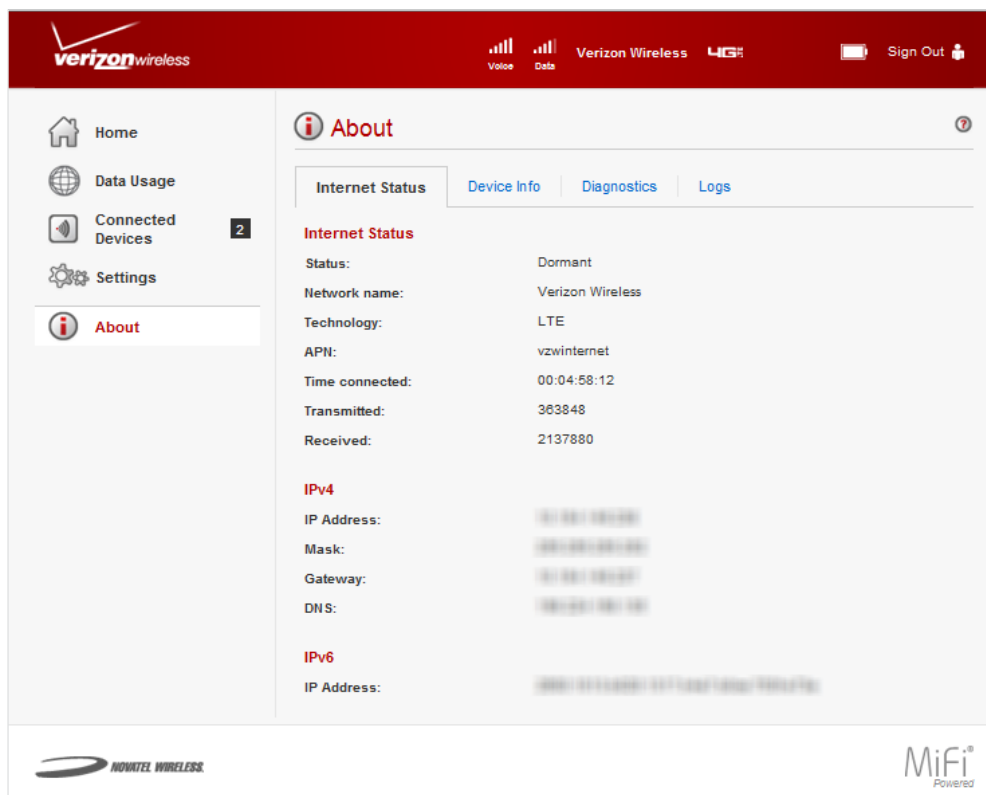 verizonwireless
Voice
Data
Verizon Wireless
4G LTE
Sign Out
Home
Data Usage
Connected
Devices
2
Settings
About
About
?
Internet Status
Device Info
Diagnostics
Logs
Internet Status
Status: Dormant
Network name: Verizon Wireless
Technology: LTE
APN: vzwinternet
Time connected: 00:04:58:12
Transmitted: 363848
Received: 2137880
IPv4
IP Address:
Mask:
Gateway:
DNS:
IPv6
IP Address:
NOVATEL WIRELESS.
MiFi®
Powered